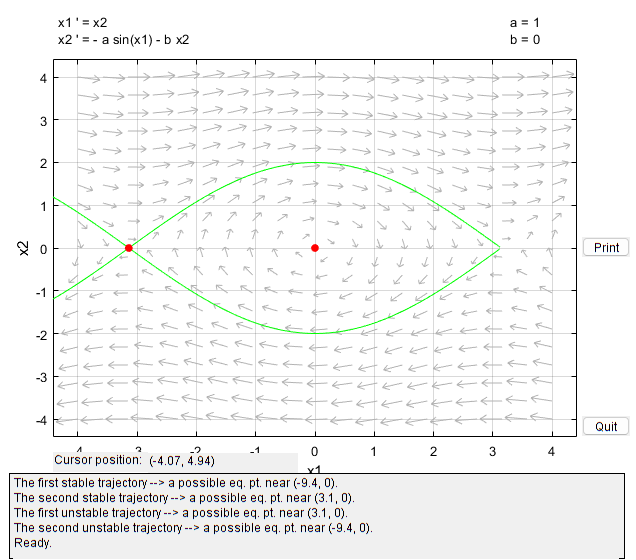 x1 ' = x2
a = 1
x2 ' = - a sin(x1) - b x2
b = 0
4
3
2
1
0
-1
-2
-3
-4
x2
-4
-3
-2
-1
0
1
2
3
4
x1
Print
Quit
Cursor position: (-4.07, 4.94)
The first stable trajectory --> a possible eq. pt. near (-9.4, 0).
The second stable trajectory --> a possible eq. pt. near (3.1, 0).
The first unstable trajectory --> a possible eq. pt. near (3.1, 0).
The second unstable trajectory --> a possible eq. pt. near (-9.4, 0).
Ready.